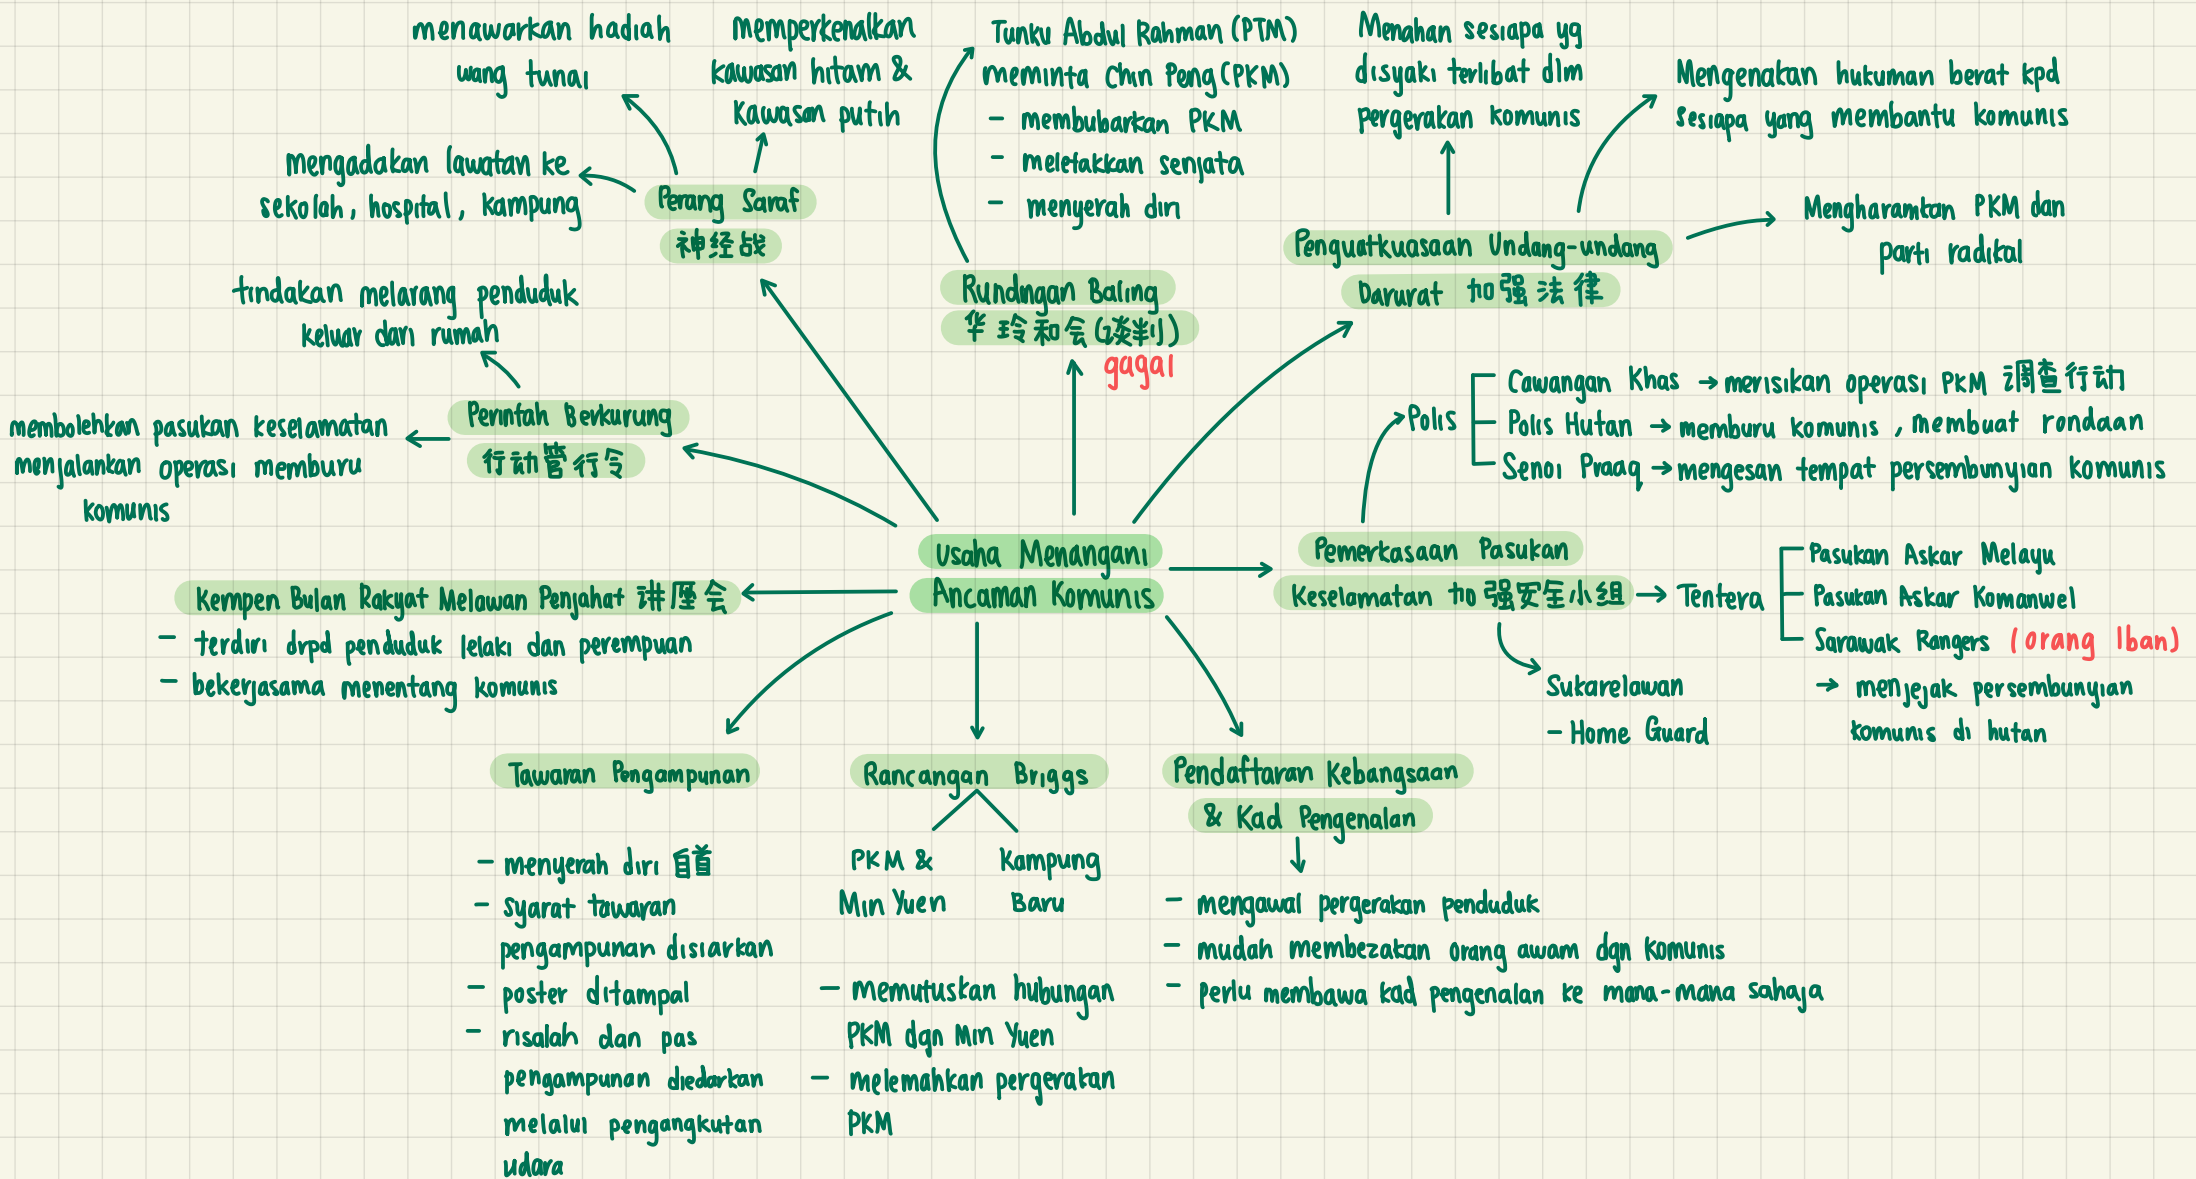 menawarkan hadiah
wang tunai
memperkenalkan
kawasan hitam &
Kawasan putih
mengadakan lawatan ke
sekolah, hospital, kampung
Perang Saraf
神经战
Tunku Abdul Rahman (PTM)
meminta Chin Peng (PKM)
- membubarkan PKM
- meletakkan senjata
- menyerah diri
Rundingan Baling
华玲和会(谈判)
gagal
Menahan sesiapa yg
disyaki terlibat dlm
pergerakan komunis
Mengenakan hukuman berat kpd
sesiapa yang membantu komunis
Mengharamkan PKM dan
parti radikal
Penguatkuasaan Undang-undang
Darurat 加强法律
tindakan melarang penduduk
keluar dari rumah
membolehkan pasukan keselamatan
menjalankan operasi memburu
komunis
Perintah Berkurung
行动管行令
Polis
Cawangan Khas → merisikan operasi PKM 调查行动
Polis Hutan → memburu komunis, membuat rondaan
Senoi Praaq → mengesan tempat persembunyian komunis
Usaha Menangani
Ancaman Komunis
Pemerkasaan Pasukan
Keselamatan 加强安全小组
Tentera
Pasukan Askar Melayu
Pasukan Askar Komanwel
Sarawak Rangers (orang Iban)
→ menjejak persembunyian
komunis di hutan
Sukarelawan
- Home Guard
Kempen Bulan Rakyat Melawan Penjahat 讲座会
- terdiri drpd penduduk lelaki dan perempuan
- bekerjasama menentang komunis
Tawaran Pengampunan
- menyerah diri 自首
- syarat tawaran
pengampunan disiarkan
- poster ditampal
- risalah dan pas
pengampunan diedarkan
melalui pengangkutan
udara
Rancangan Briggs
PKM &
Min Yuen
Kampung
Baru
- Memutuskan hubungan
PKM dgn Min Yuen
- melemahkan pergerakan
PKM
Pendaftaran Kebangsaan
& Kad Pengenalan
- mengawal pergerakan penduduk
- mudah membezakan orang awam dgn komunis
- perlu membawa kad pengenalan ke mana-mana sahaja